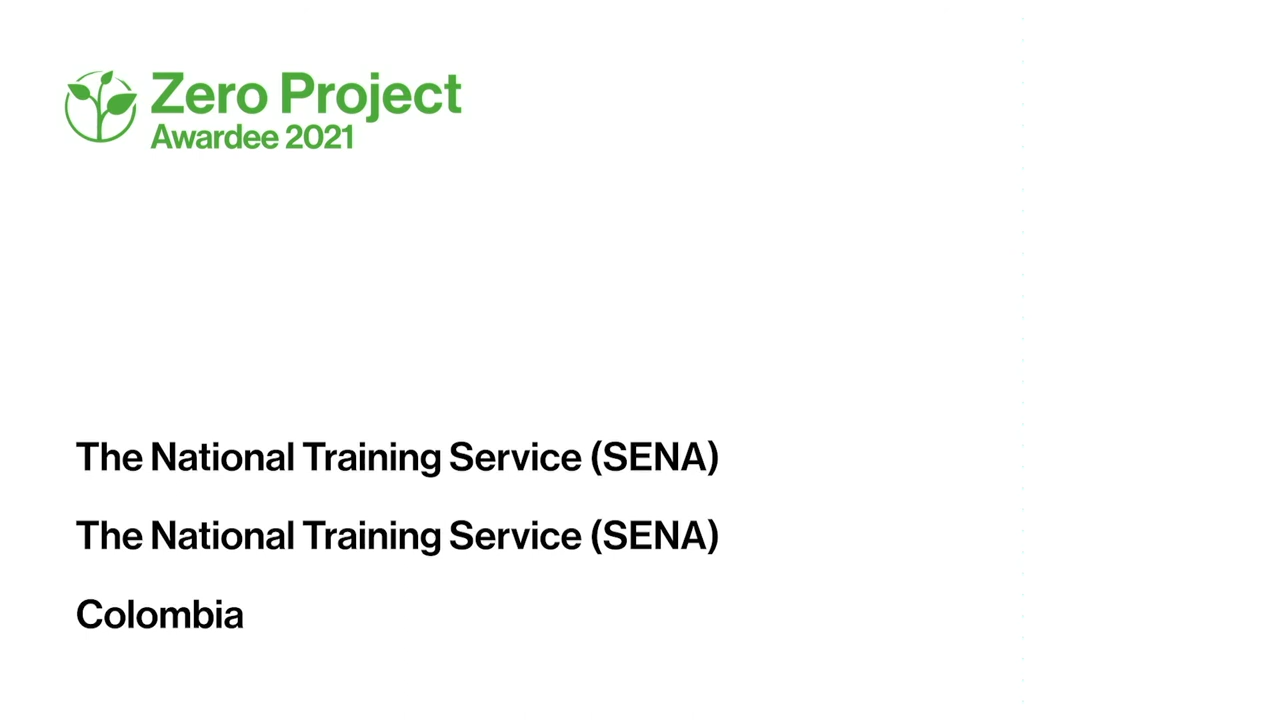 Zero Project
Awardee 2021
The National Training Service (SENA)
The National Training Service (SENA)
Colombia